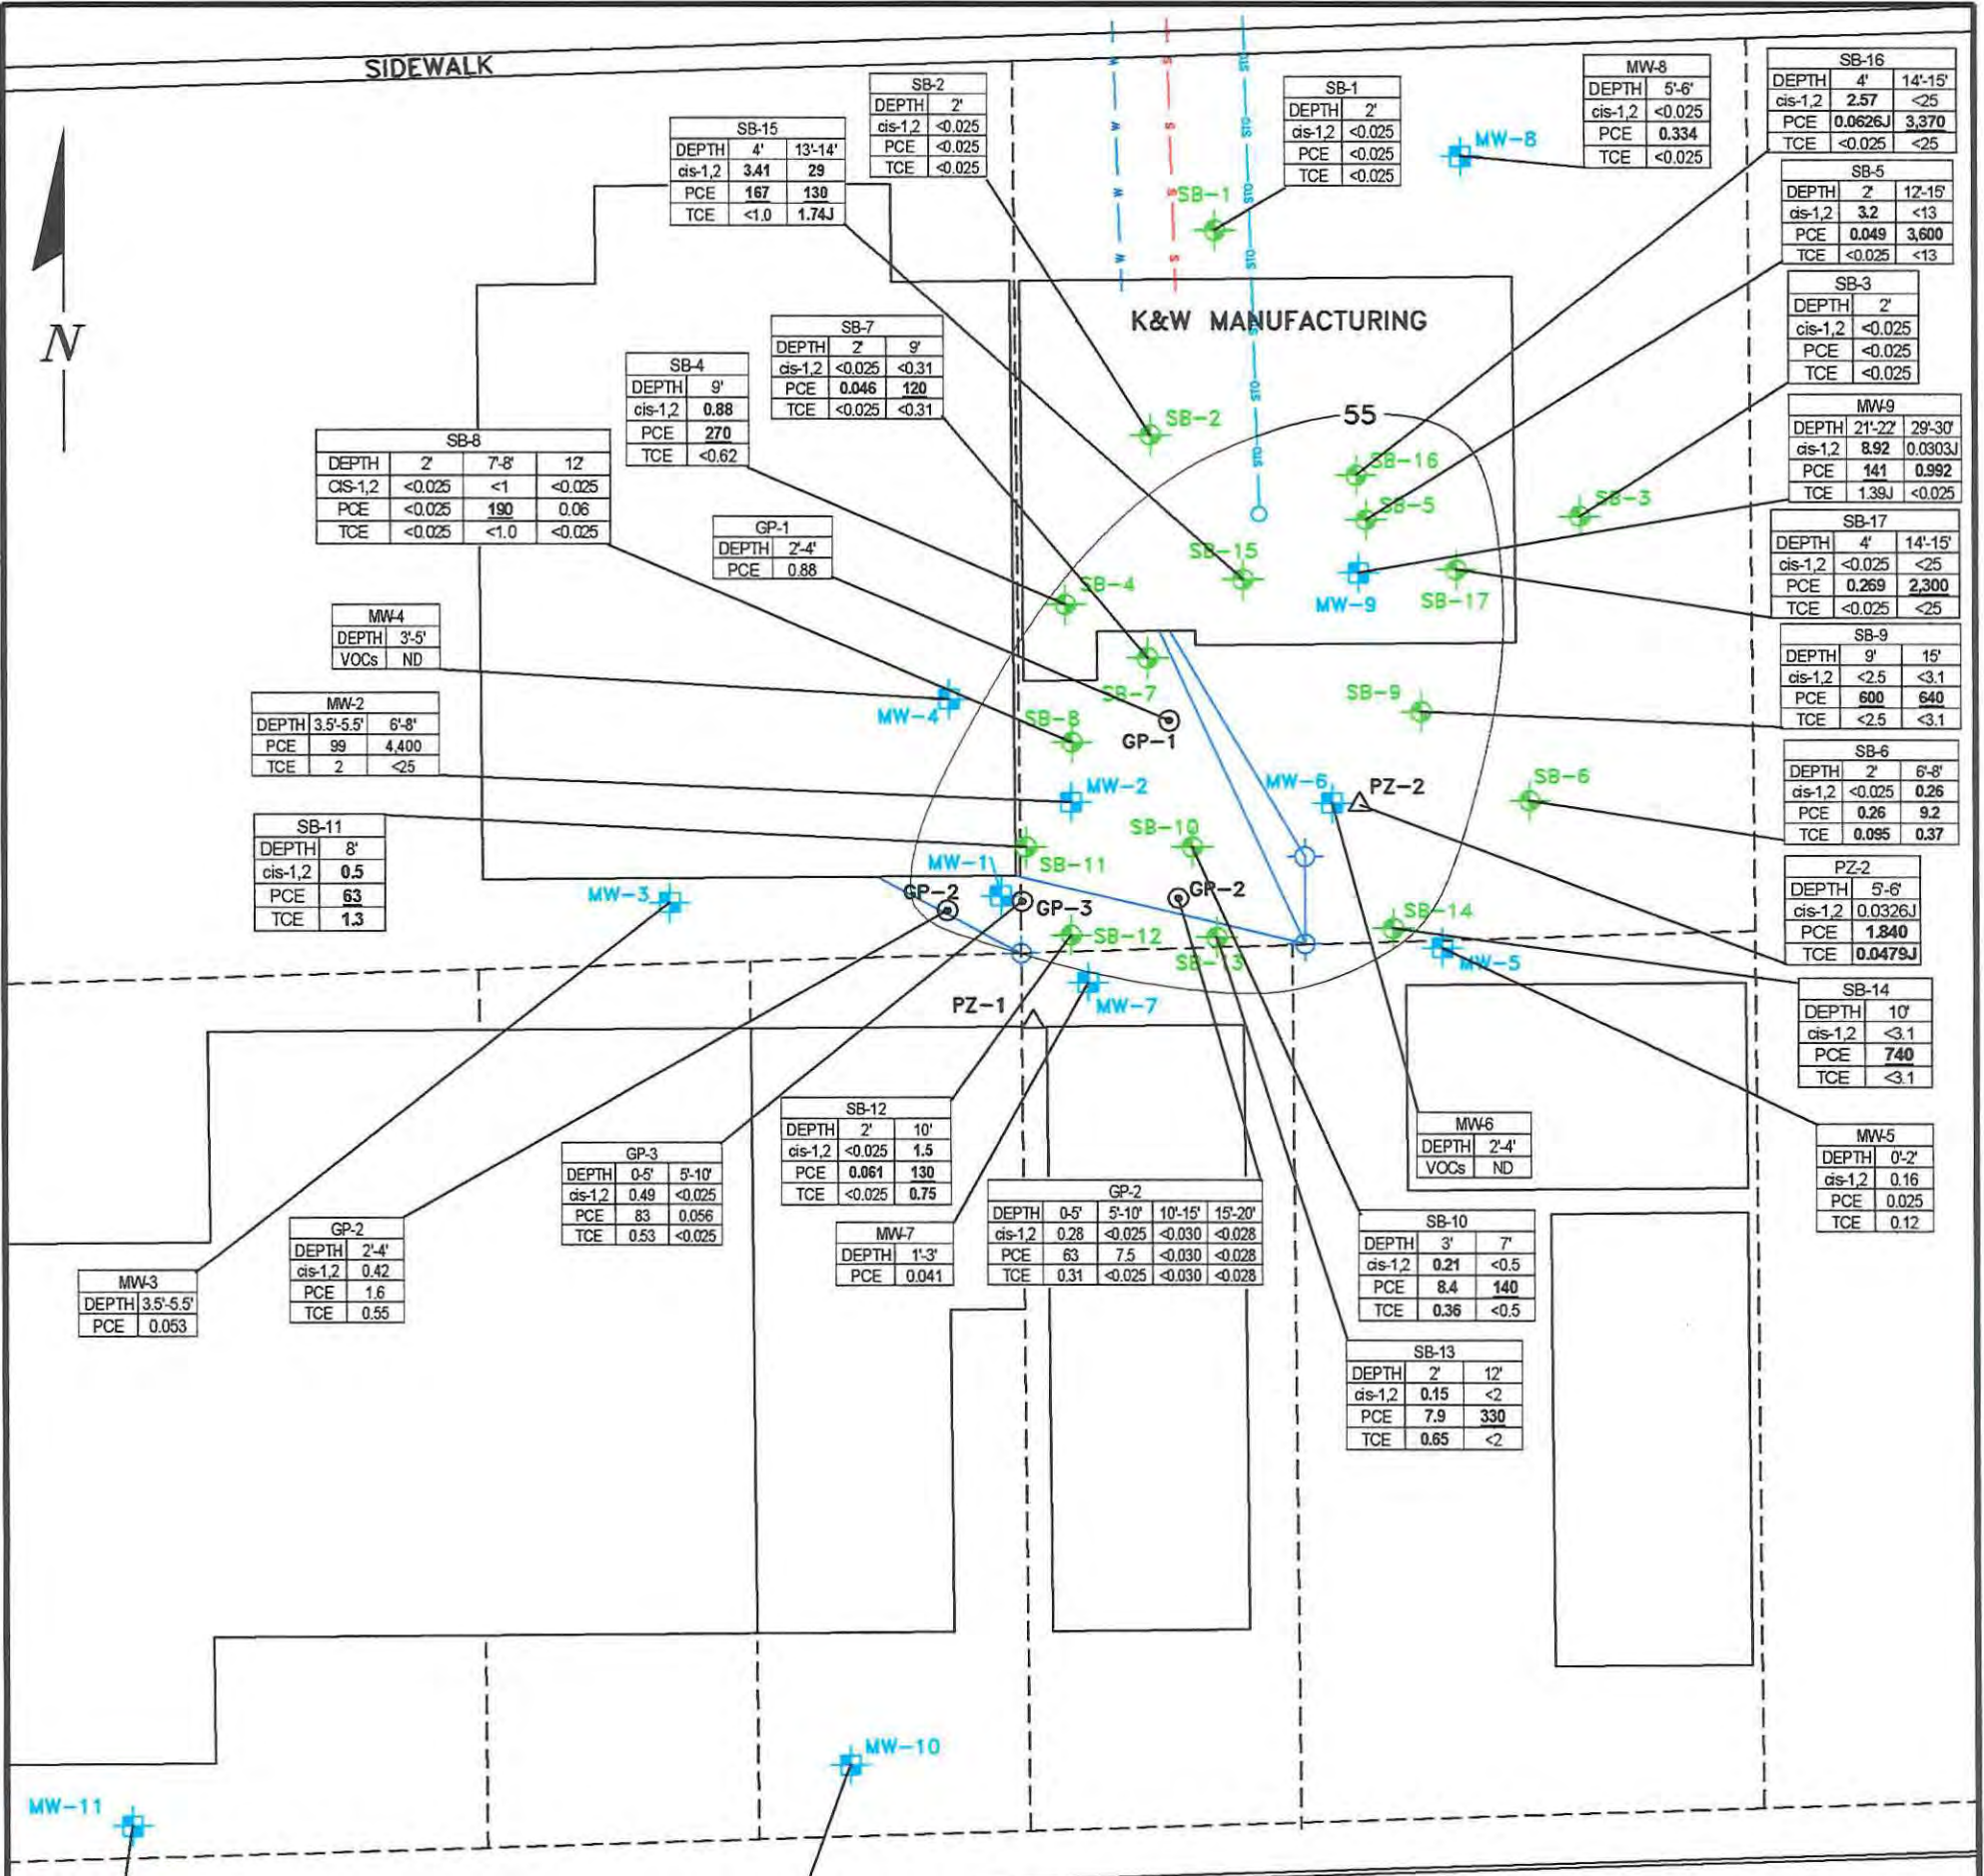 SIDEWALK
N
K&W MANUFACTURING
55
SB-2
DEPTH 2'
cis-1,2 <0.025
PCE <0.025
TCE <0.025
SB-15
DEPTH 4' 13'-14'
cis-1,2 3.41 29
PCE 167 130
TCE <1.0 1.74J
SB-1
DEPTH 2'
cis-1,2 <0.025
PCE <0.025
TCE <0.025
MW-8
DEPTH 5'-6'
cis-1,2 <0.025
PCE 0.334
TCE <0.025
SB-16
DEPTH 4' 14'-15'
cis-1,2 2.57 <25
PCE 0.0626J 3,370
TCE <0.025 <25
SB-5
DEPTH 2' 12'-15'
cis-1,2 3.2 <13
PCE 0.049 3,600
TCE <0.025 <13
SB-3
DEPTH 2'
cis-1,2 <0.025
PCE <0.025
TCE <0.025
SB-7
DEPTH 2' 9'
cis-1,2 <0.025 <0.31
PCE 0.046 120
TCE <0.025 <0.31
SB-4
DEPTH 9'
cis-1,2 0.88
PCE 270
TCE <0.62
MW-9
DEPTH 21'-22' 29'-30'
cis-1,2 8.92 0.0303J
PCE 141 0.992
TCE 1.39J <0.025
SB-8
DEPTH 2' 7'-8' 12'
CIS-1,2 <0.025 <1 <0.025
PCE <0.025 190 0.06
TCE <0.025 <1.0 <0.025
GP-1
DEPTH 2'-4'
PCE 0.88
SB-17
DEPTH 4' 14'-15'
cis-1,2 <0.025 <25
PCE 0.269 2,300
TCE <0.025 <25
MW-4
DEPTH 3'-5'
VOCs ND
SB-9
DEPTH 9' 15'
cis-1,2 <2.5 <3.1
PCE 600 640
TCE <2.5 <3.1
MW-2
DEPTH 3.5'-5.5' 6'-8'
PCE 99 4,400
TCE 2 <25
SB-6
DEPTH 2' 6'-8'
cis-1,2 <0.025 0.26
PCE 0.26 9.2
TCE 0.095 0.37
SB-11
DEPTH 8'
cis-1,2 0.5
PCE 63
TCE 1.3
PZ-2
DEPTH 5'-6'
cis-1,2 0.0326J
PCE 1.840
TCE 0.0479J
SB-14
DEPTH 10'
cis-1,2 <3.1
PCE 740
TCE <3.1
SB-12
DEPTH 2' 10'
cis-1,2 <0.025 1.5
PCE 0.061 130
TCE <0.025 0.75
MW-6
DEPTH 2'-4'
VOCs ND
MW-5
DEPTH 0'-2'
cis-1,2 0.16
PCE 0.025
TCE 0.12
GP-3
DEPTH 0-5' 5'-10'
cis-1,2 0.49 <0.025
PCE 83 0.056
TCE 0.53 <0.025
GP-2
DEPTH 0-5' 5'-10' 10'-15' 15'-20'
cis-1,2 0.28 <0.025 <0.030 <0.028
PCE 63 7.5 <0.030 <0.028
TCE 0.31 <0.025 <0.030 <0.028
GP-2
DEPTH 2'-4'
cis-1,2 0.42
PCE 1.6
TCE 0.55
MW-7
DEPTH 1'-3'
PCE 0.041
SB-10
DEPTH 3' 7'
cis-1,2 0.21 <0.5
PCE 8.4 140
TCE 0.36 <0.5
MW-3
DEPTH 3.5'-5.5'
PCE 0.053
SB-13
DEPTH 2' 12'
cis-1,2 0.15 <2
PCE 7.9 330
TCE 0.65 <2
W W W W W
S S S S S
STO STO STO STO STO STO
MW-8
SB-1
SB-2
SB-16
SB-5
SB-3
SB-15
SB-4
MW-9
SB-17
SB-7
SB-9
MW-4
SB-8
GP-1
MW-2
MW-6
PZ-2
SB-6
SB-10
SB-11
MW-1
MW-3
GP-2
GP-3
GP-2
SB-14
SB-12
SB-13
MW-5
PZ-1
MW-7
MW-10
MW-11